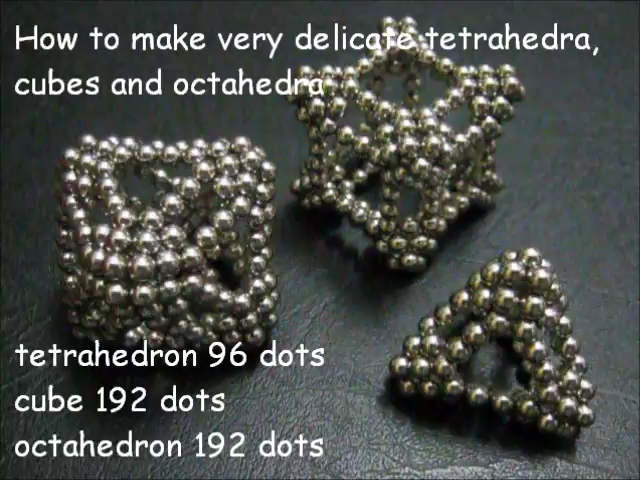 How to make very delicate tetrahedra,
cubes and octahedra
tetrahedron 96 dots
cube 192 dots
octahedron 192 dots